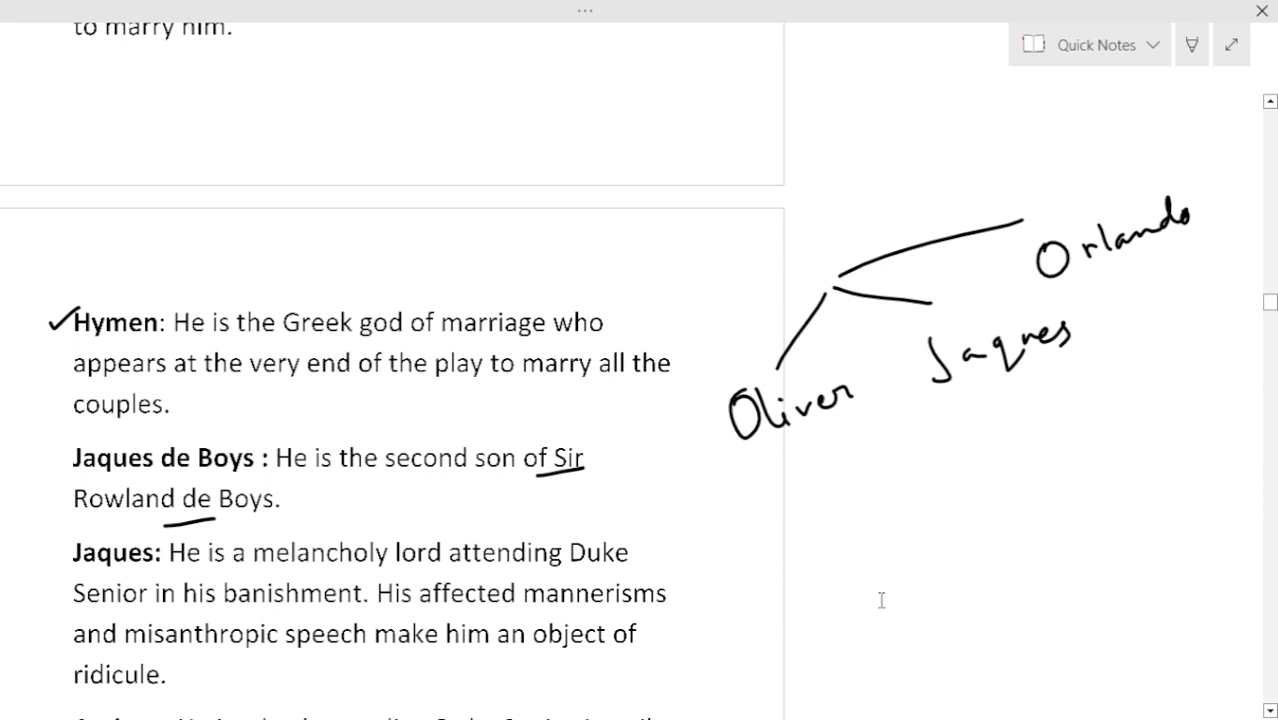 to marry him.
Quick Notes
Orlando
Hymen: He is the Greek god of marriage who
appears at the very end of the play to marry all the
couples.
Jaques
Oliver
Jaques de Boys : He is the second son of Sir
Rowland de Boys.
Jaques: He is a melancholy lord attending Duke
Senior in his banishment. His affected mannerisms
and misanthropic speech make him an object of
ridicule.